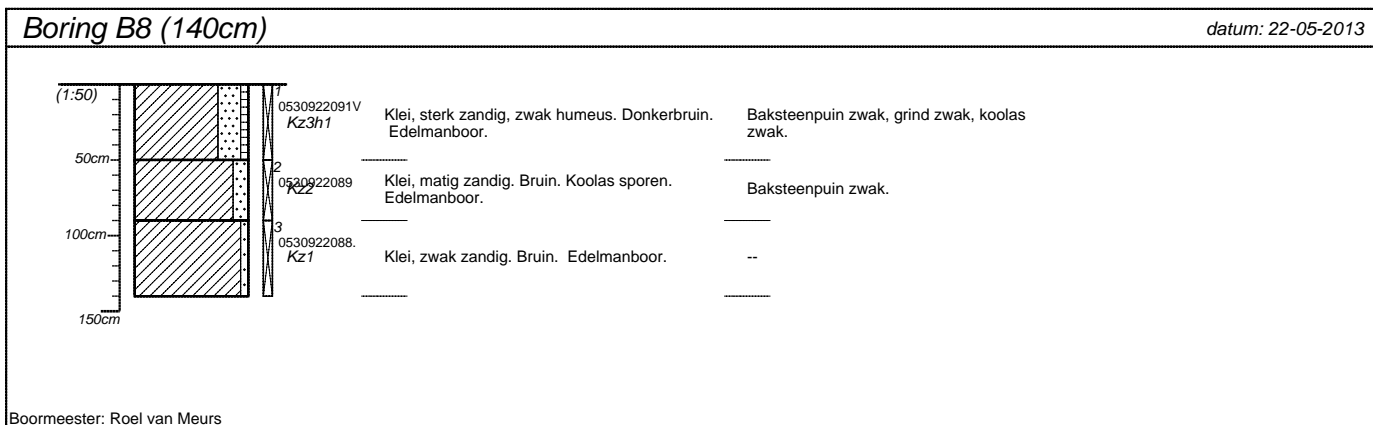 Boring B8 (140cm)
datum: 22-05-2013
(1:50)
50cm
100cm
150cm
1
0530922091V
Kz3h1
Klei, sterk zandig, zwak humeus. Donkerbruin.
Edelmanboor.
Baksteenpuin zwak, grind zwak, koolas
zwak.
2
0530922089
Kz2
Klei, matig zandig. Bruin. Koolas sporen.
Edelmanboor.
Baksteenpuin zwak.
3
0530922088.
Kz1
Klei, zwak zandig. Bruin. Edelmanboor.
--
Boormeester: Roel van Meurs